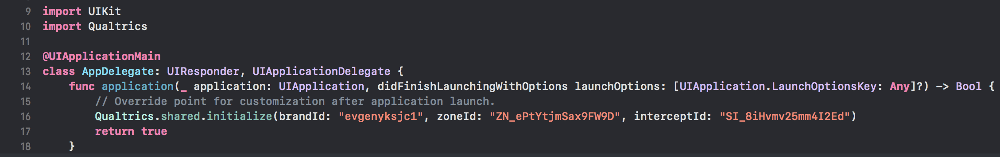 9 import UIKit
10 import Qualtrics
11
12 @UIApplicationMain
13 class AppDelegate: UIResponder, UIApplicationDelegate {
14     func application(_ application: UIApplication, didFinishLaunchingWithOptions launchOptions: [UIApplication.LaunchOptionsKey: Any]?) -> Bool {
15         // Override point for customization after application launch.
16         Qualtrics.shared.initialize(brandId: "evgenyksjc1", zoneId: "ZN_ePtYtjmSax9FW9D", interceptId: "SI_8iHvmv25mm4I2Ed")
17         return true
18     }